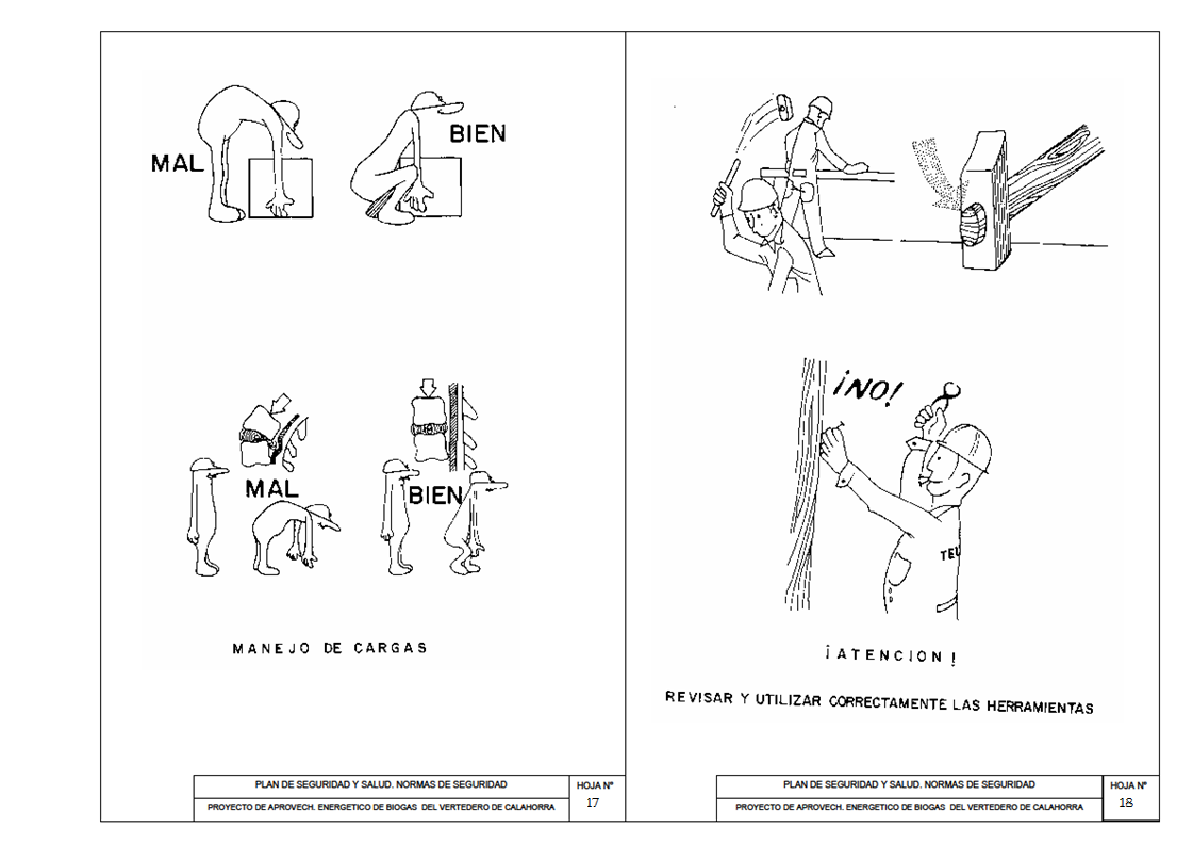 MAL
BIEN
MAL
BIEN
MANEJO DE CARGAS
PLAN DE SEGURIDAD Y SALUD. NORMAS DE SEGURIDAD
HOJA Nº
PROYECTO DE APROVECH. ENERGETICO DE BIOGAS DEL VERTEDERO DE CALAHORRA
17
¡NO!
TEL
¡ATENCION!
REVISAR Y UTILIZAR CORRECTAMENTE LAS HERRAMIENTAS
PLAN DE SEGURIDAD Y SALUD. NORMAS DE SEGURIDAD
HOJA Nº
PROYECTO DE APROVECH. ENERGETICO DE BIOGAS DEL VERTEDERO DE CALAHORRA
18